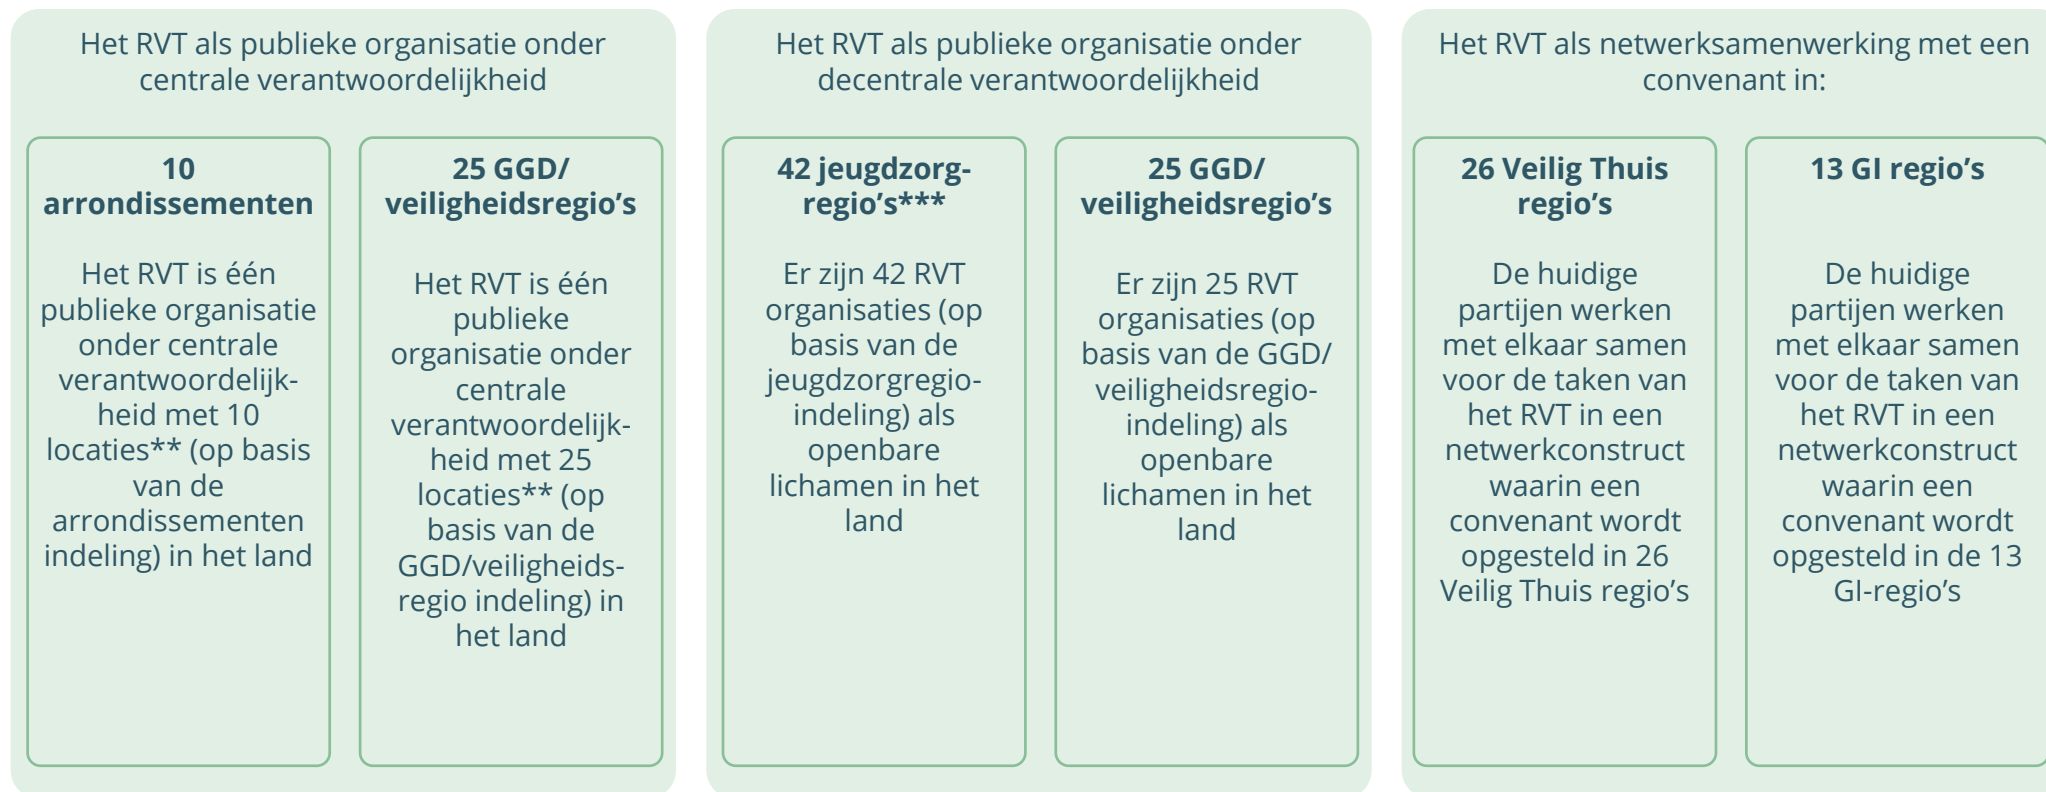 Het RVT als publieke organisatie onder
centrale verantwoordelijkheid
10
arrondissementen
Het RVT is één
publieke organisatie
onder centrale
verantwoordelijk-
heid met 10
locaties** (op basis
van de
arrondissementen
indeling) in het land
25 GGD/
veiligheidsregio’s
Het RVT is één
publieke
organisatie onder
centrale
verantwoordelijk-
heid met 25
locaties** (op
basis van de
GGD/veiligheids-
regio indeling) in
het land
Het RVT als publieke organisatie onder
decentrale verantwoordelijkheid
42 jeugdzorg-
regio’s***
Er zijn 42 RVT
organisaties (op
basis van de
jeugdzorgregio-
indeling) als
openbare
lichamen in het
land
25 GGD/
veiligheidsregio’s
Er zijn 25 RVT
organisaties (op
basis van de GGD/
veiligheidsregio-
indeling) als
openbare
lichamen in het
land
Het RVT als netwerksamenwerking met een
convenant in:
26 Veilig Thuis
regio’s
De huidige
partijen werken
met elkaar samen
voor de taken van
het RVT in een
netwerkconstruct
waarin een
convenant wordt
opgesteld in 26
Veilig Thuis regio’s
13 GI regio’s
De huidige
partijen werken
met elkaar samen
voor de taken van
het RVT in een
netwerkconstruct
waarin een
convenant wordt
opgesteld in de 13
GI-regio’s